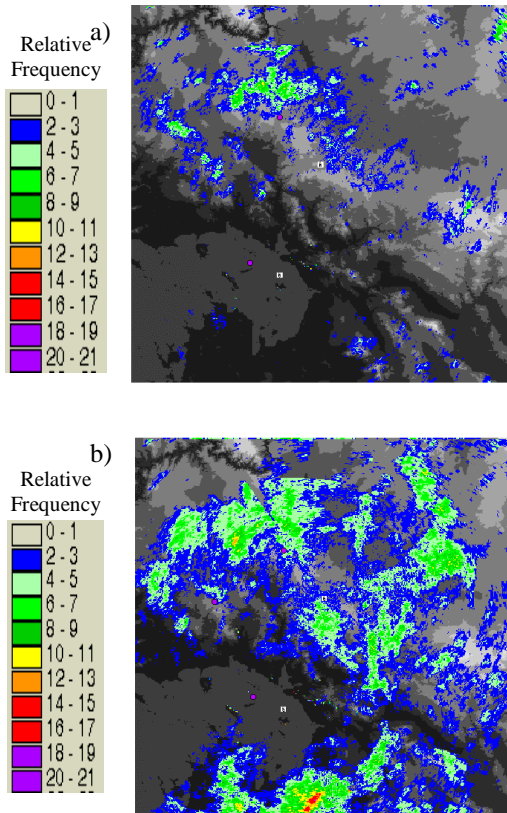 a)
Relative
Frequency
0 - 1
2 - 3
4 - 5
6 - 7
8 - 9
10 - 11
12 - 13
14 - 15
16 - 17
18 - 19
20 - 21
b)
Relative
Frequency
0 - 1
2 - 3
4 - 5
6 - 7
8 - 9
10 - 11
12 - 13
14 - 15
16 - 17
18 - 19
20 - 21